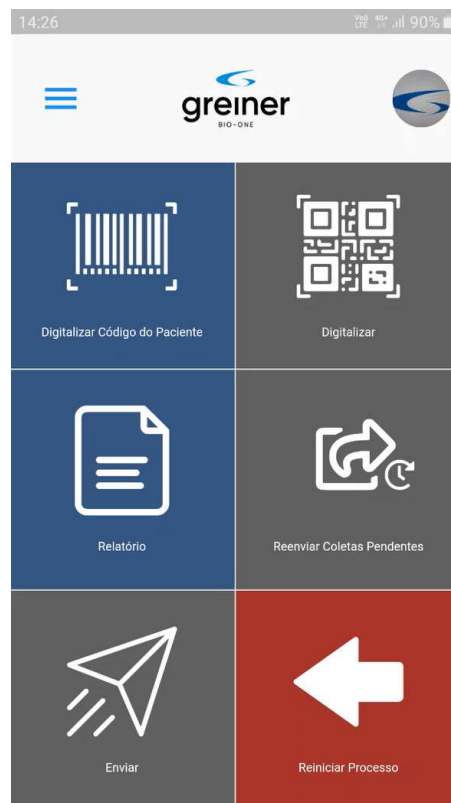 14:26
90%
greiner
BIO-ONE
Digitalizar Código do Paciente
Digitalizar
Relatório
Reenviar Coletas Pendentes
Enviar
Reiniciar Processo